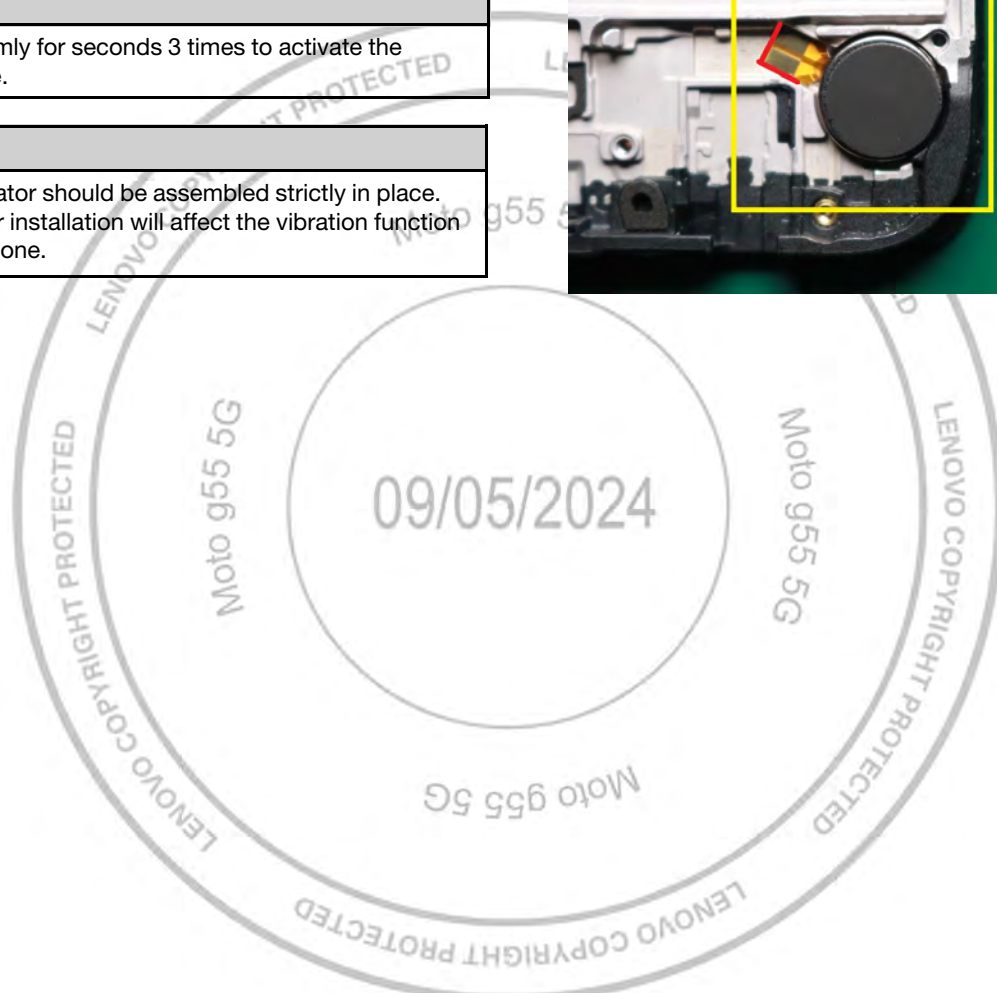 mly for seconds 3 times to activate the
e.
ator should be assembled strictly in place.
r installation will affect the vibration function
one.
LENOVO COPYRIGHT PROTECTED
Moto g55 5
09/05/2024
Moto g55 5G
Moto g55 5G
Moto g55 5G
LENOVO COPYRIGHT PROTECTED
LENOVO COPYRIGHT PROTECTED
LENOVO COPYRIGHT PROTECTED